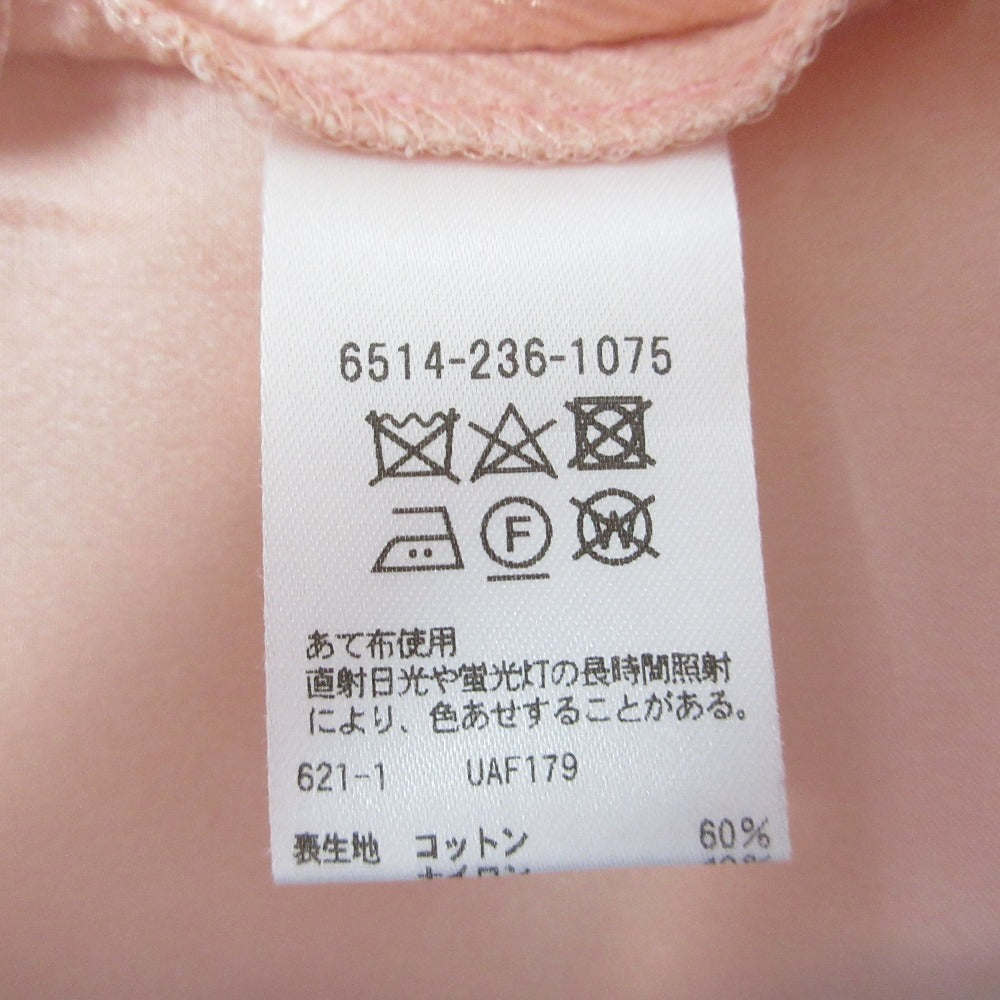 6514-236-1075
F
W
あて布使用
直射日光や蛍光灯の長時間照射
により、色あせすることがある。
621-1 UAF179
表生地 コットン 60%